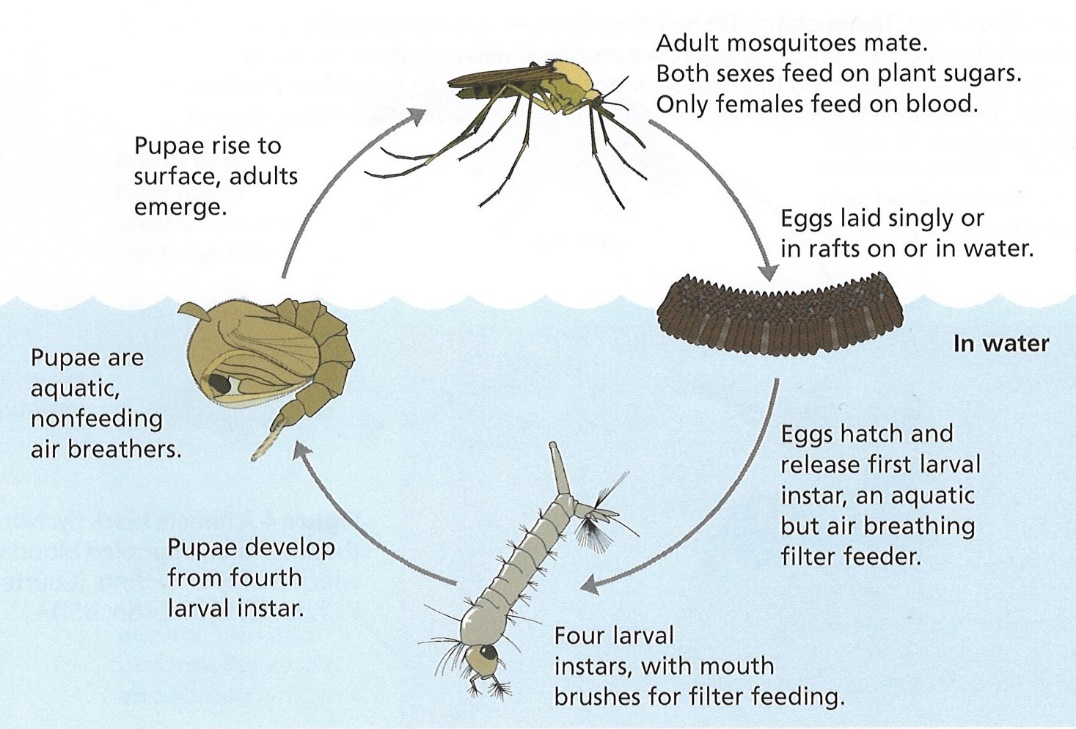 Adult mosquitoes mate.
Both sexes feed on plant sugars.
Only females feed on blood.
Pupae rise to
surface, adults
emerge.
Eggs laid singly or
in rafts on or in water.
In water
Pupae are
aquatic,
nonfeeding
air breathers.
Eggs hatch and
release first larval
instar, an aquatic
but air breathing
filter feeder.
Pupae develop
from fourth
larval instar.
Four larval
instars, with mouth
brushes for filter feeding.